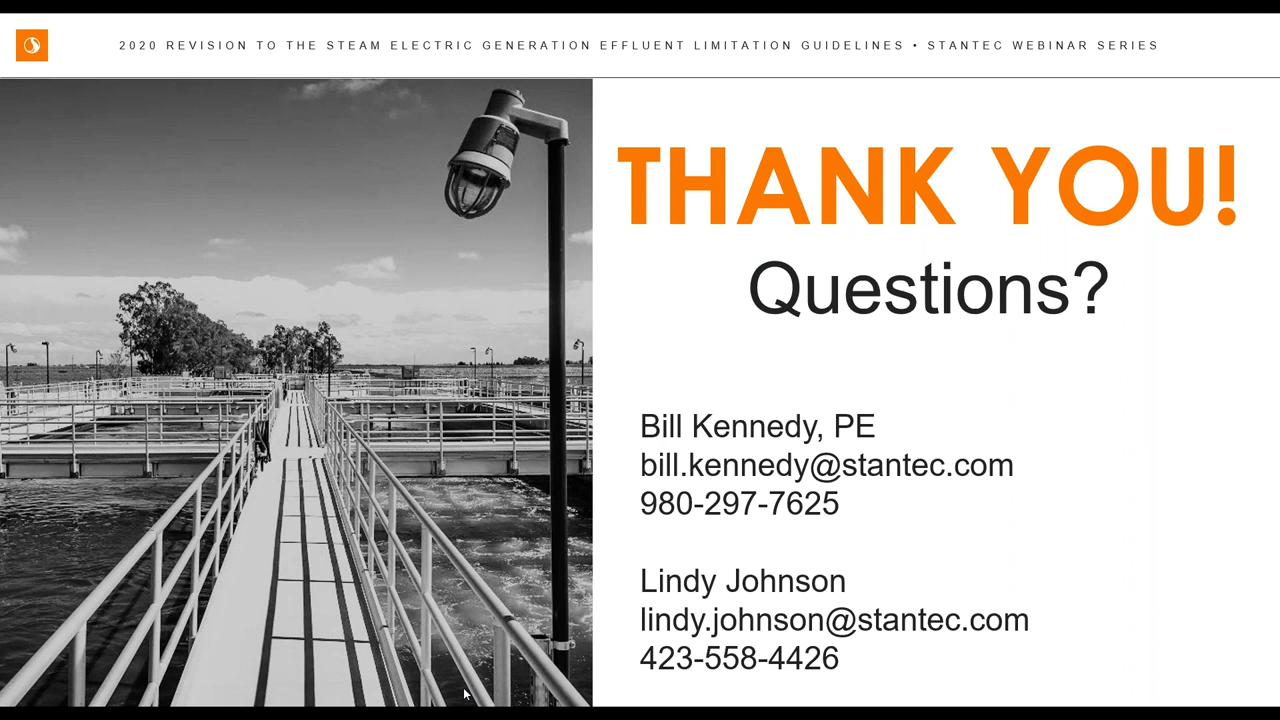 2020 REVISION TO THE STEAM ELECTRIC GENERATION EFFLUENT LIMITATION GUIDELINES • STANTEC WEBINAR SERIES
THANK YOU!
Questions?
Bill Kennedy, PE
bill.kennedy@stantec.com
980-297-7625
Lindy Johnson
lindy.johnson@stantec.com
423-558-4426